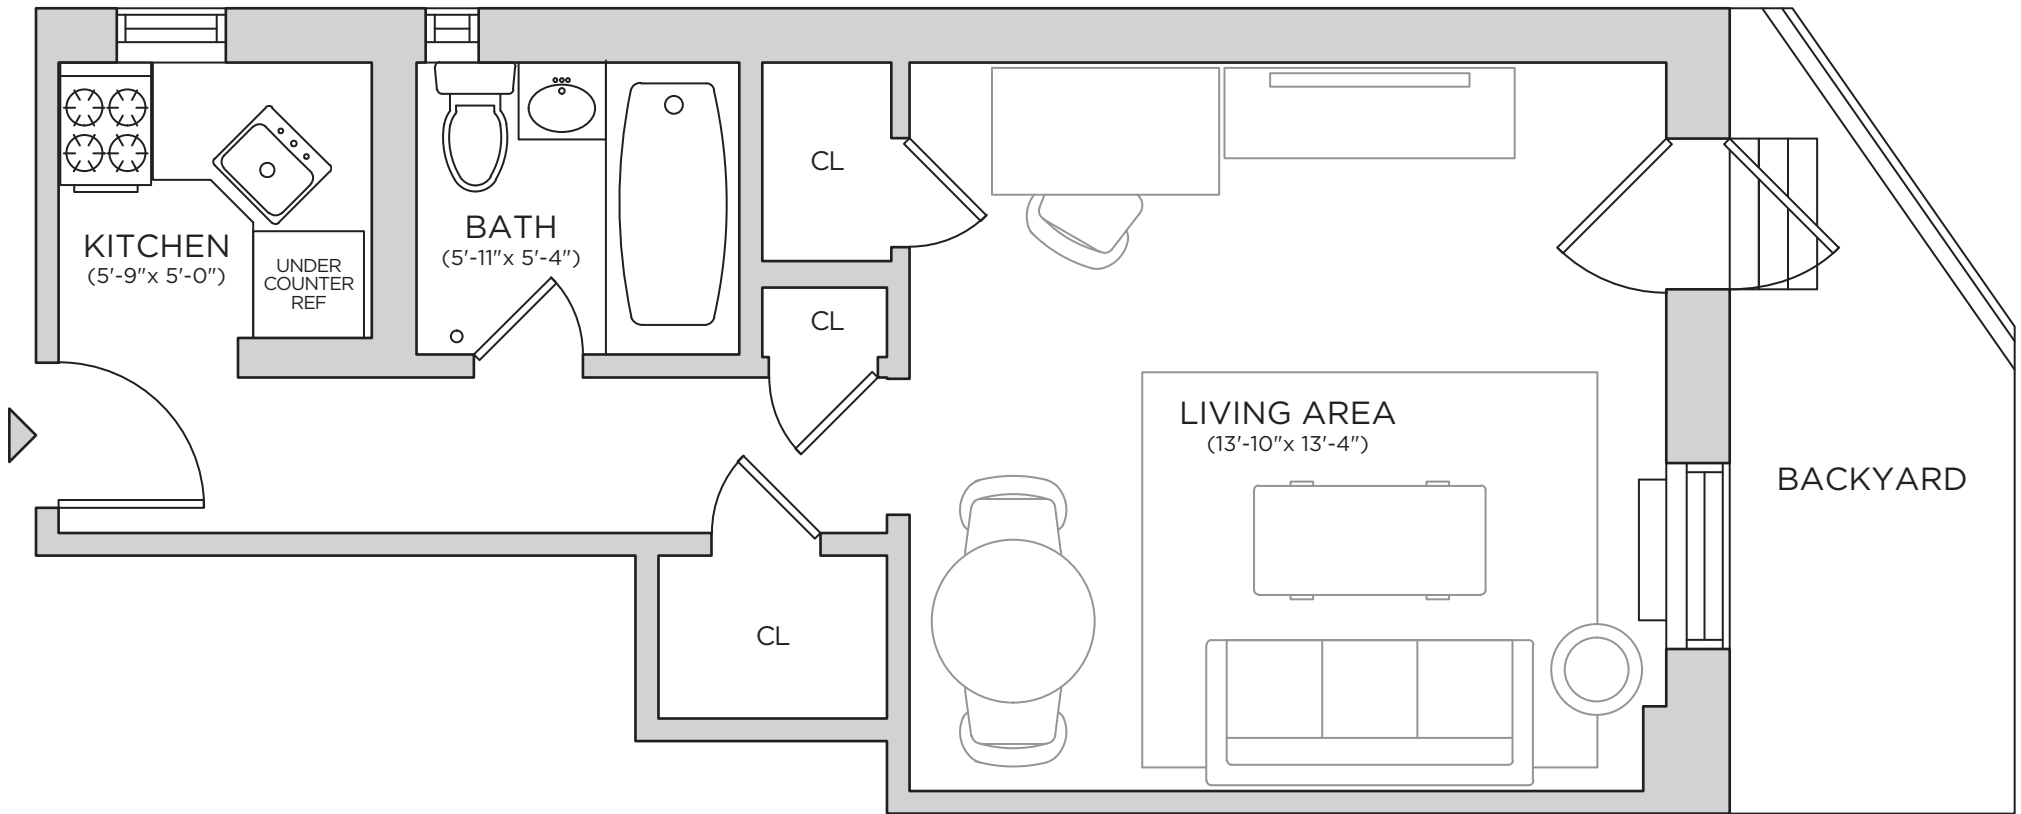 KITCHEN
(5'-9"x 5'-0")
UNDER
COUNTER
REF
BATH
(5'-11"x 5'-4")
CL
CL
CL
LIVING AREA
(13'-10"x 13'-4")
BACKYARD